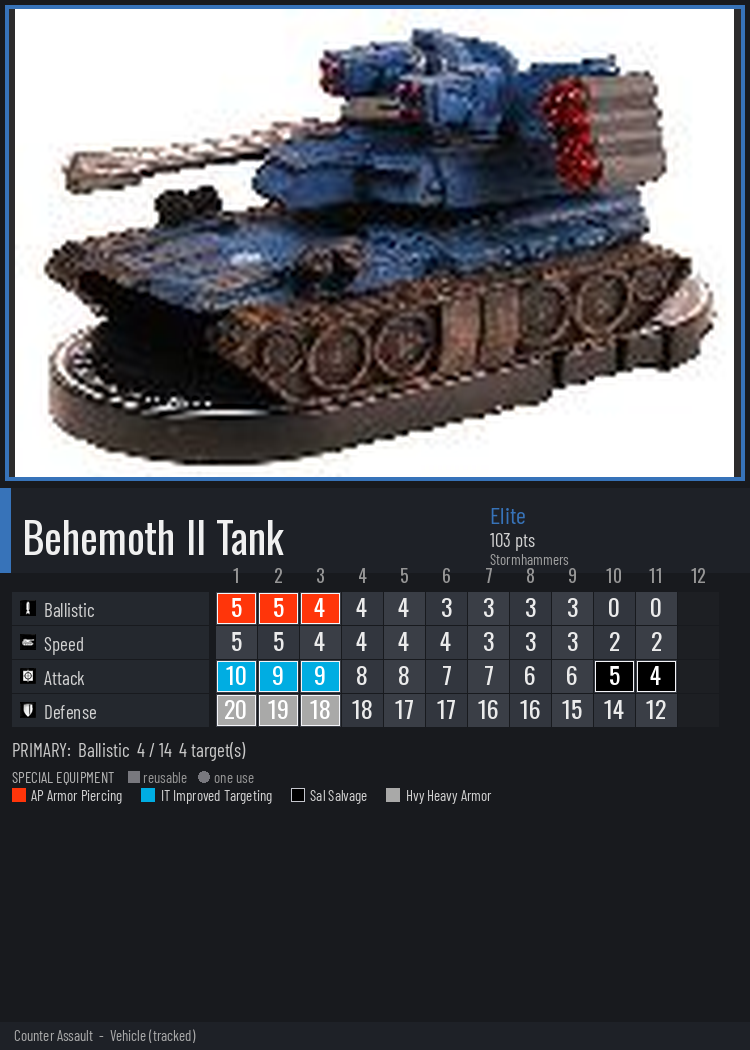 Behemoth II Tank
Elite
103 pts
Stormhammers
1 2 3 4 5 6 7 8 9 10 11 12
Ballistic 5 5 4 4 4 3 3 3 3 0 0
Speed 5 5 4 4 4 4 3 3 3 2 2
Attack 10 9 9 8 8 7 7 6 6 5 4
Defense 20 19 18 18 17 17 16 16 15 14 12
PRIMARY: Ballistic 4 / 14 4 target(s)
SPECIAL EQUIPMENT reusable one use
AP Armor Piercing IT Improved Targeting Sal Salvage Hvy Heavy Armor
Counter Assault - Vehicle (tracked)